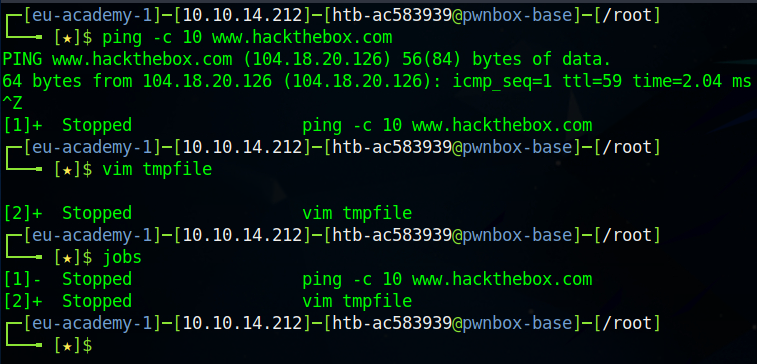 ┌─[eu-academy-1]─[10.10.14.212]─[htb-ac583939@pwnbox-base]─[/root]
└──╼ [★]$ ping -c 10 www.hackthebox.com
PING www.hackthebox.com (104.18.20.126) 56(84) bytes of data.
64 bytes from 104.18.20.126 (104.18.20.126): icmp_seq=1 ttl=59 time=2.04 ms
^Z
[1]+  Stopped                 ping -c 10 www.hackthebox.com
┌─[eu-academy-1]─[10.10.14.212]─[htb-ac583939@pwnbox-base]─[/root]
└──╼ [★]$ vim tmpfile
[2]+  Stopped                 vim tmpfile
┌─[eu-academy-1]─[10.10.14.212]─[htb-ac583939@pwnbox-base]─[/root]
└──╼ [★]$ jobs
[1]-  Stopped                 ping -c 10 www.hackthebox.com
[2]+  Stopped                 vim tmpfile
┌─[eu-academy-1]─[10.10.14.212]─[htb-ac583939@pwnbox-base]─[/root]
└──╼ [★]$